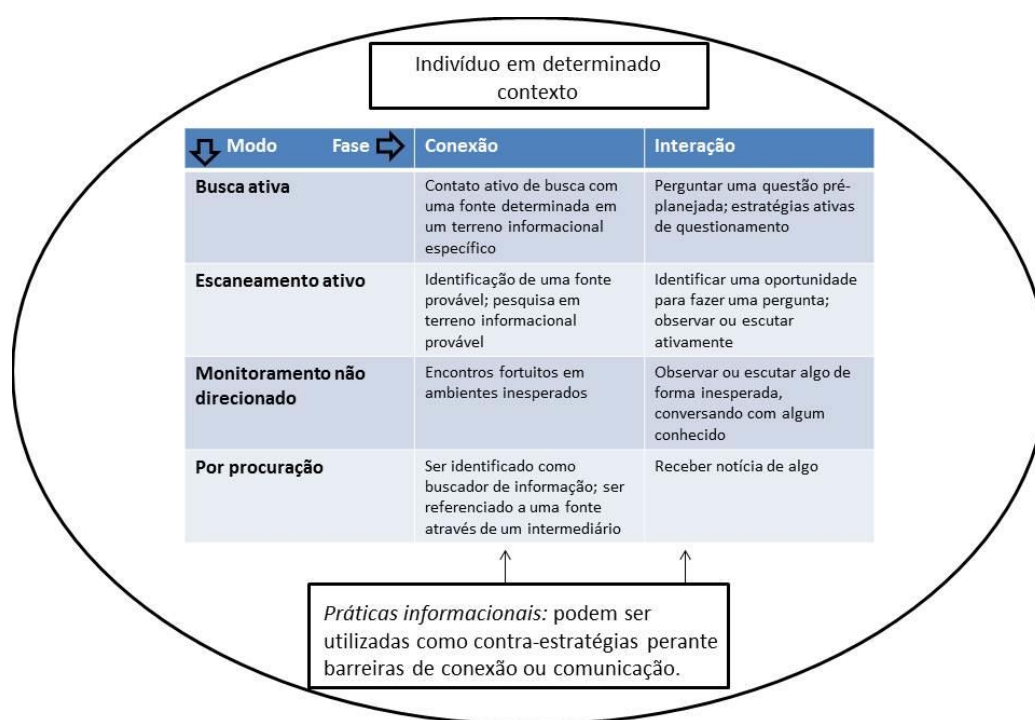 Indivíduo em determinado
contexto
Modo Fase Conexão Interação
Busca ativa
Contato ativo de busca com
uma fonte determinada em
um terreno informacional
específico
Perguntar uma questão pré-
planejada; estratégias ativas
de questionamento
Escaneamento ativo
Identificação de uma fonte
provável; pesquisa em
terreno informacional
provável
Identificar uma oportunidade
para fazer uma pergunta;
observar ou escutar
ativamente
Monitoramento não
direcionado
Encontros fortuitos em
ambientes inesperados
Observar ou escutar algo de
forma inesperada,
conversando com algum
conhecido
Por procuração
Ser identificado como
buscador de informação; ser
referenciado a uma fonte
através de um intermediário
Receber notícia de algo
Práticas informacionais: podem ser
utilizadas como contra-estratégias perante
barreiras de conexão ou comunicação.